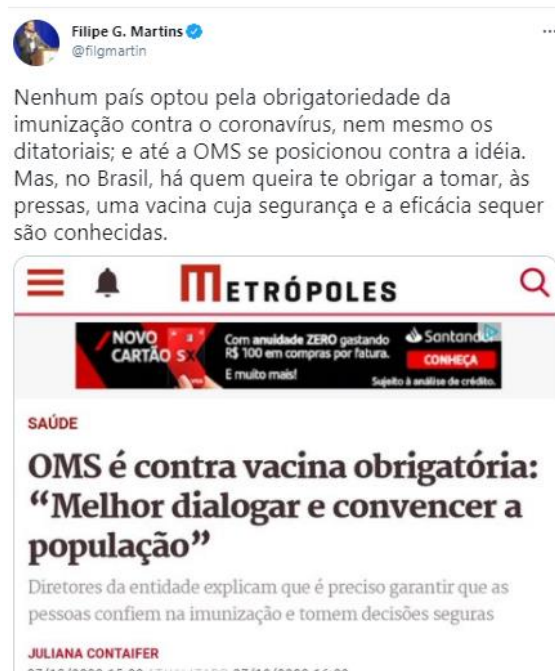 Filipe G. Martins
@filgmartin
Nenhum país optou pela obrigatoriedade da
imunização contra o coronavírus, nem mesmo os
ditatoriais; e até a OMS se posicionou contra a idéia.
Mas, no Brasil, há quem queira te obrigar a tomar, às
pressas, uma vacina cuja segurança e a eficácia sequer
são conhecidas.
METRÓPOLES
NOVO
CARTÃO SX
Com anuidade ZERO gastando
R$ 100 em compras por fatura.
E muito mais!
Santander
CONHEÇA
Sujeito à análise de crédito.
SAÚDE
OMS é contra vacina obrigatória:
“Melhor dialogar e convencer a
população”
Diretores da entidade explicam que é preciso garantir que as
pessoas confiem na imunização e tomem decisões seguras
JULIANA CONTAIFER